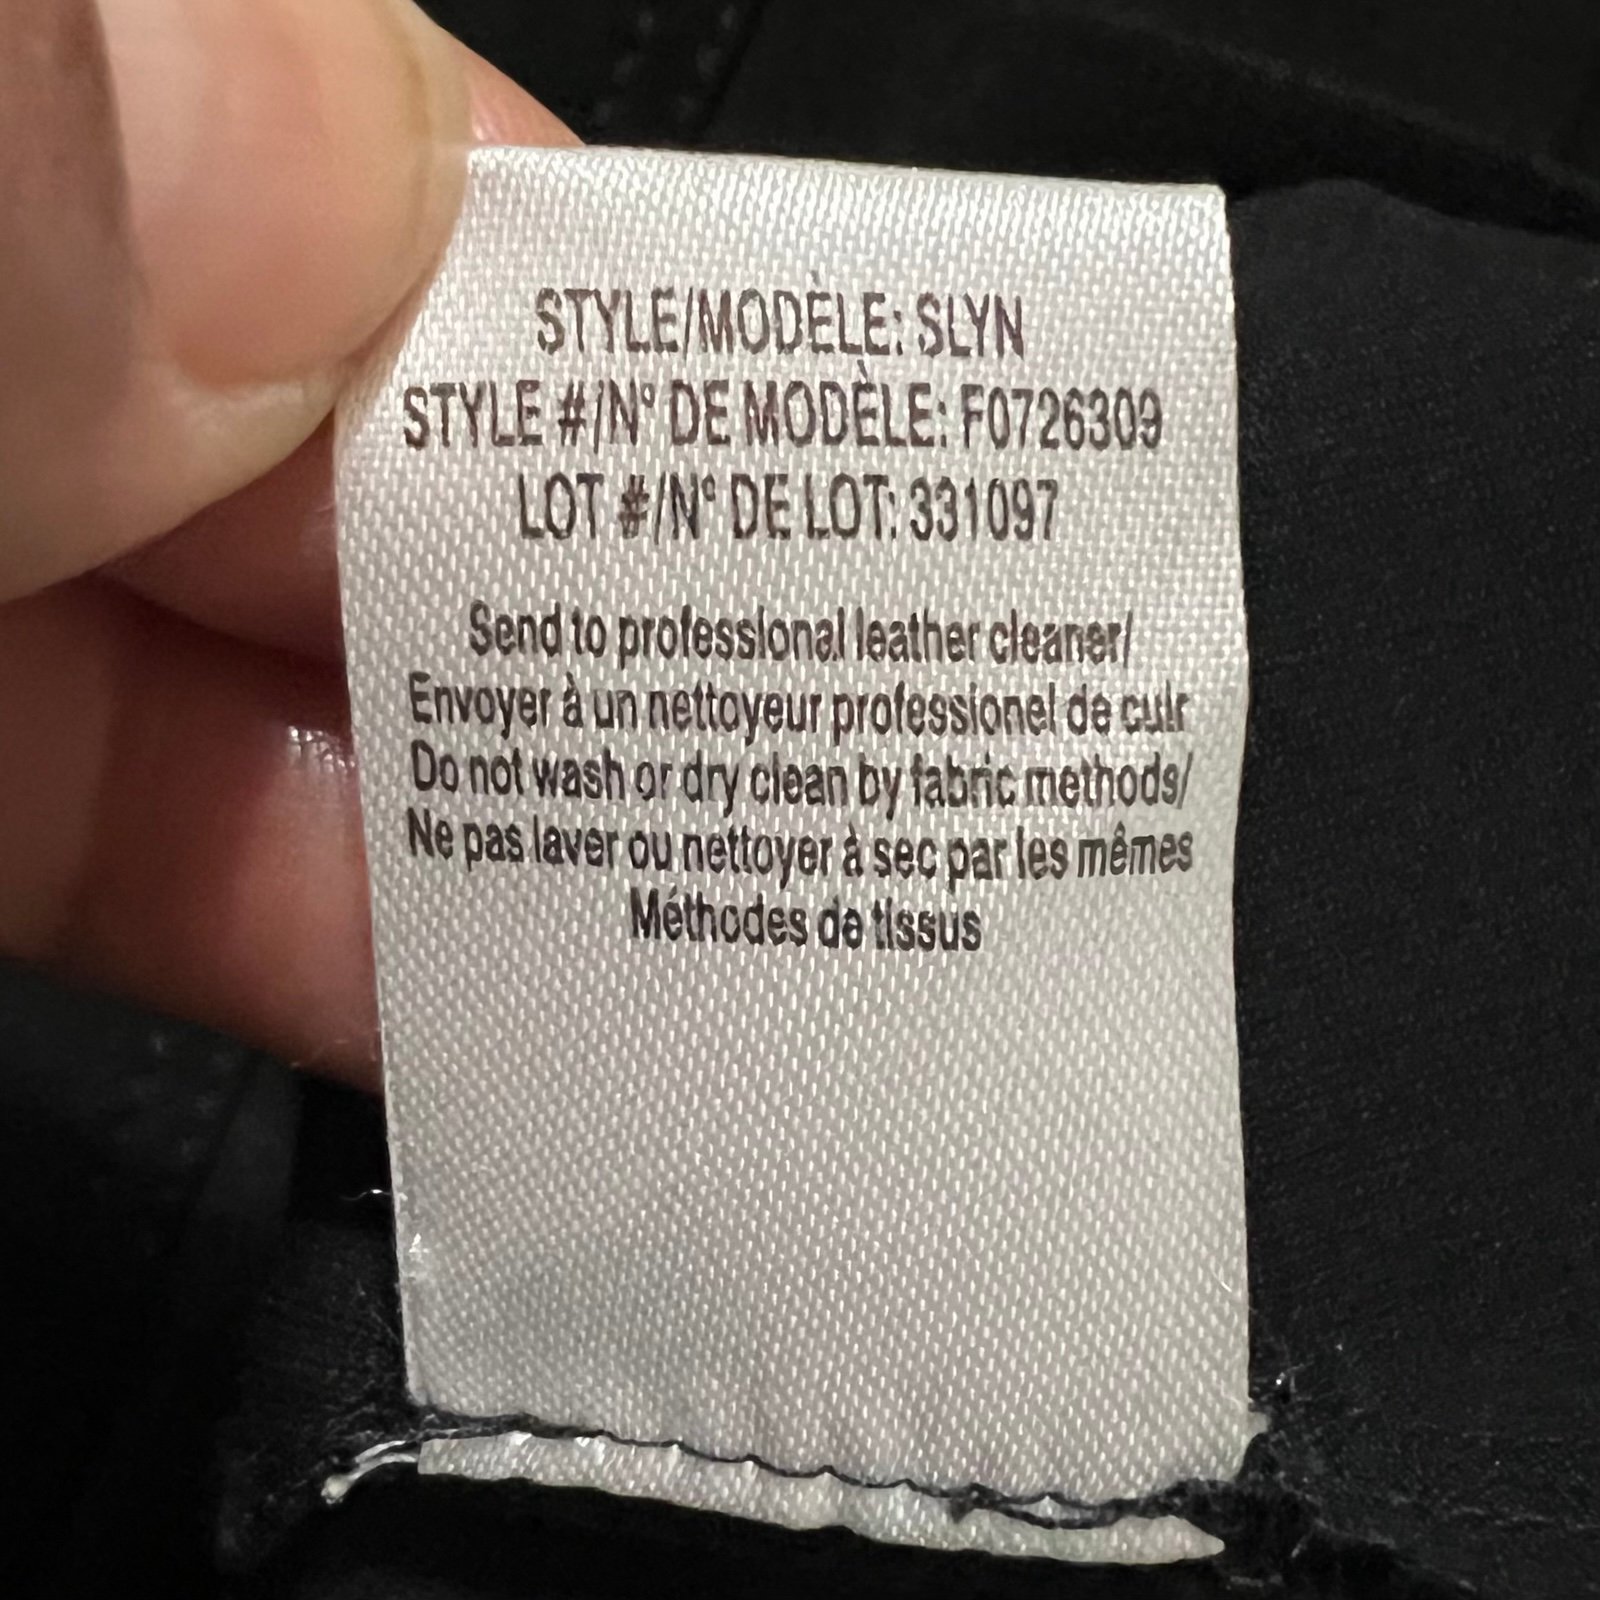 STYLE/MODÈLE: SLYN
STYLE #/N° DE MODÈLE: F0726309
LOT #/N° DE LOT: 331097
Send to professional leather cleaner/
Envoyer à un nettoyeur professionel de cuir
Do not wash or dry clean by fabric methods/
Ne pas laver ou nettoyer à sec par les mêmes
Méthodes de tissus